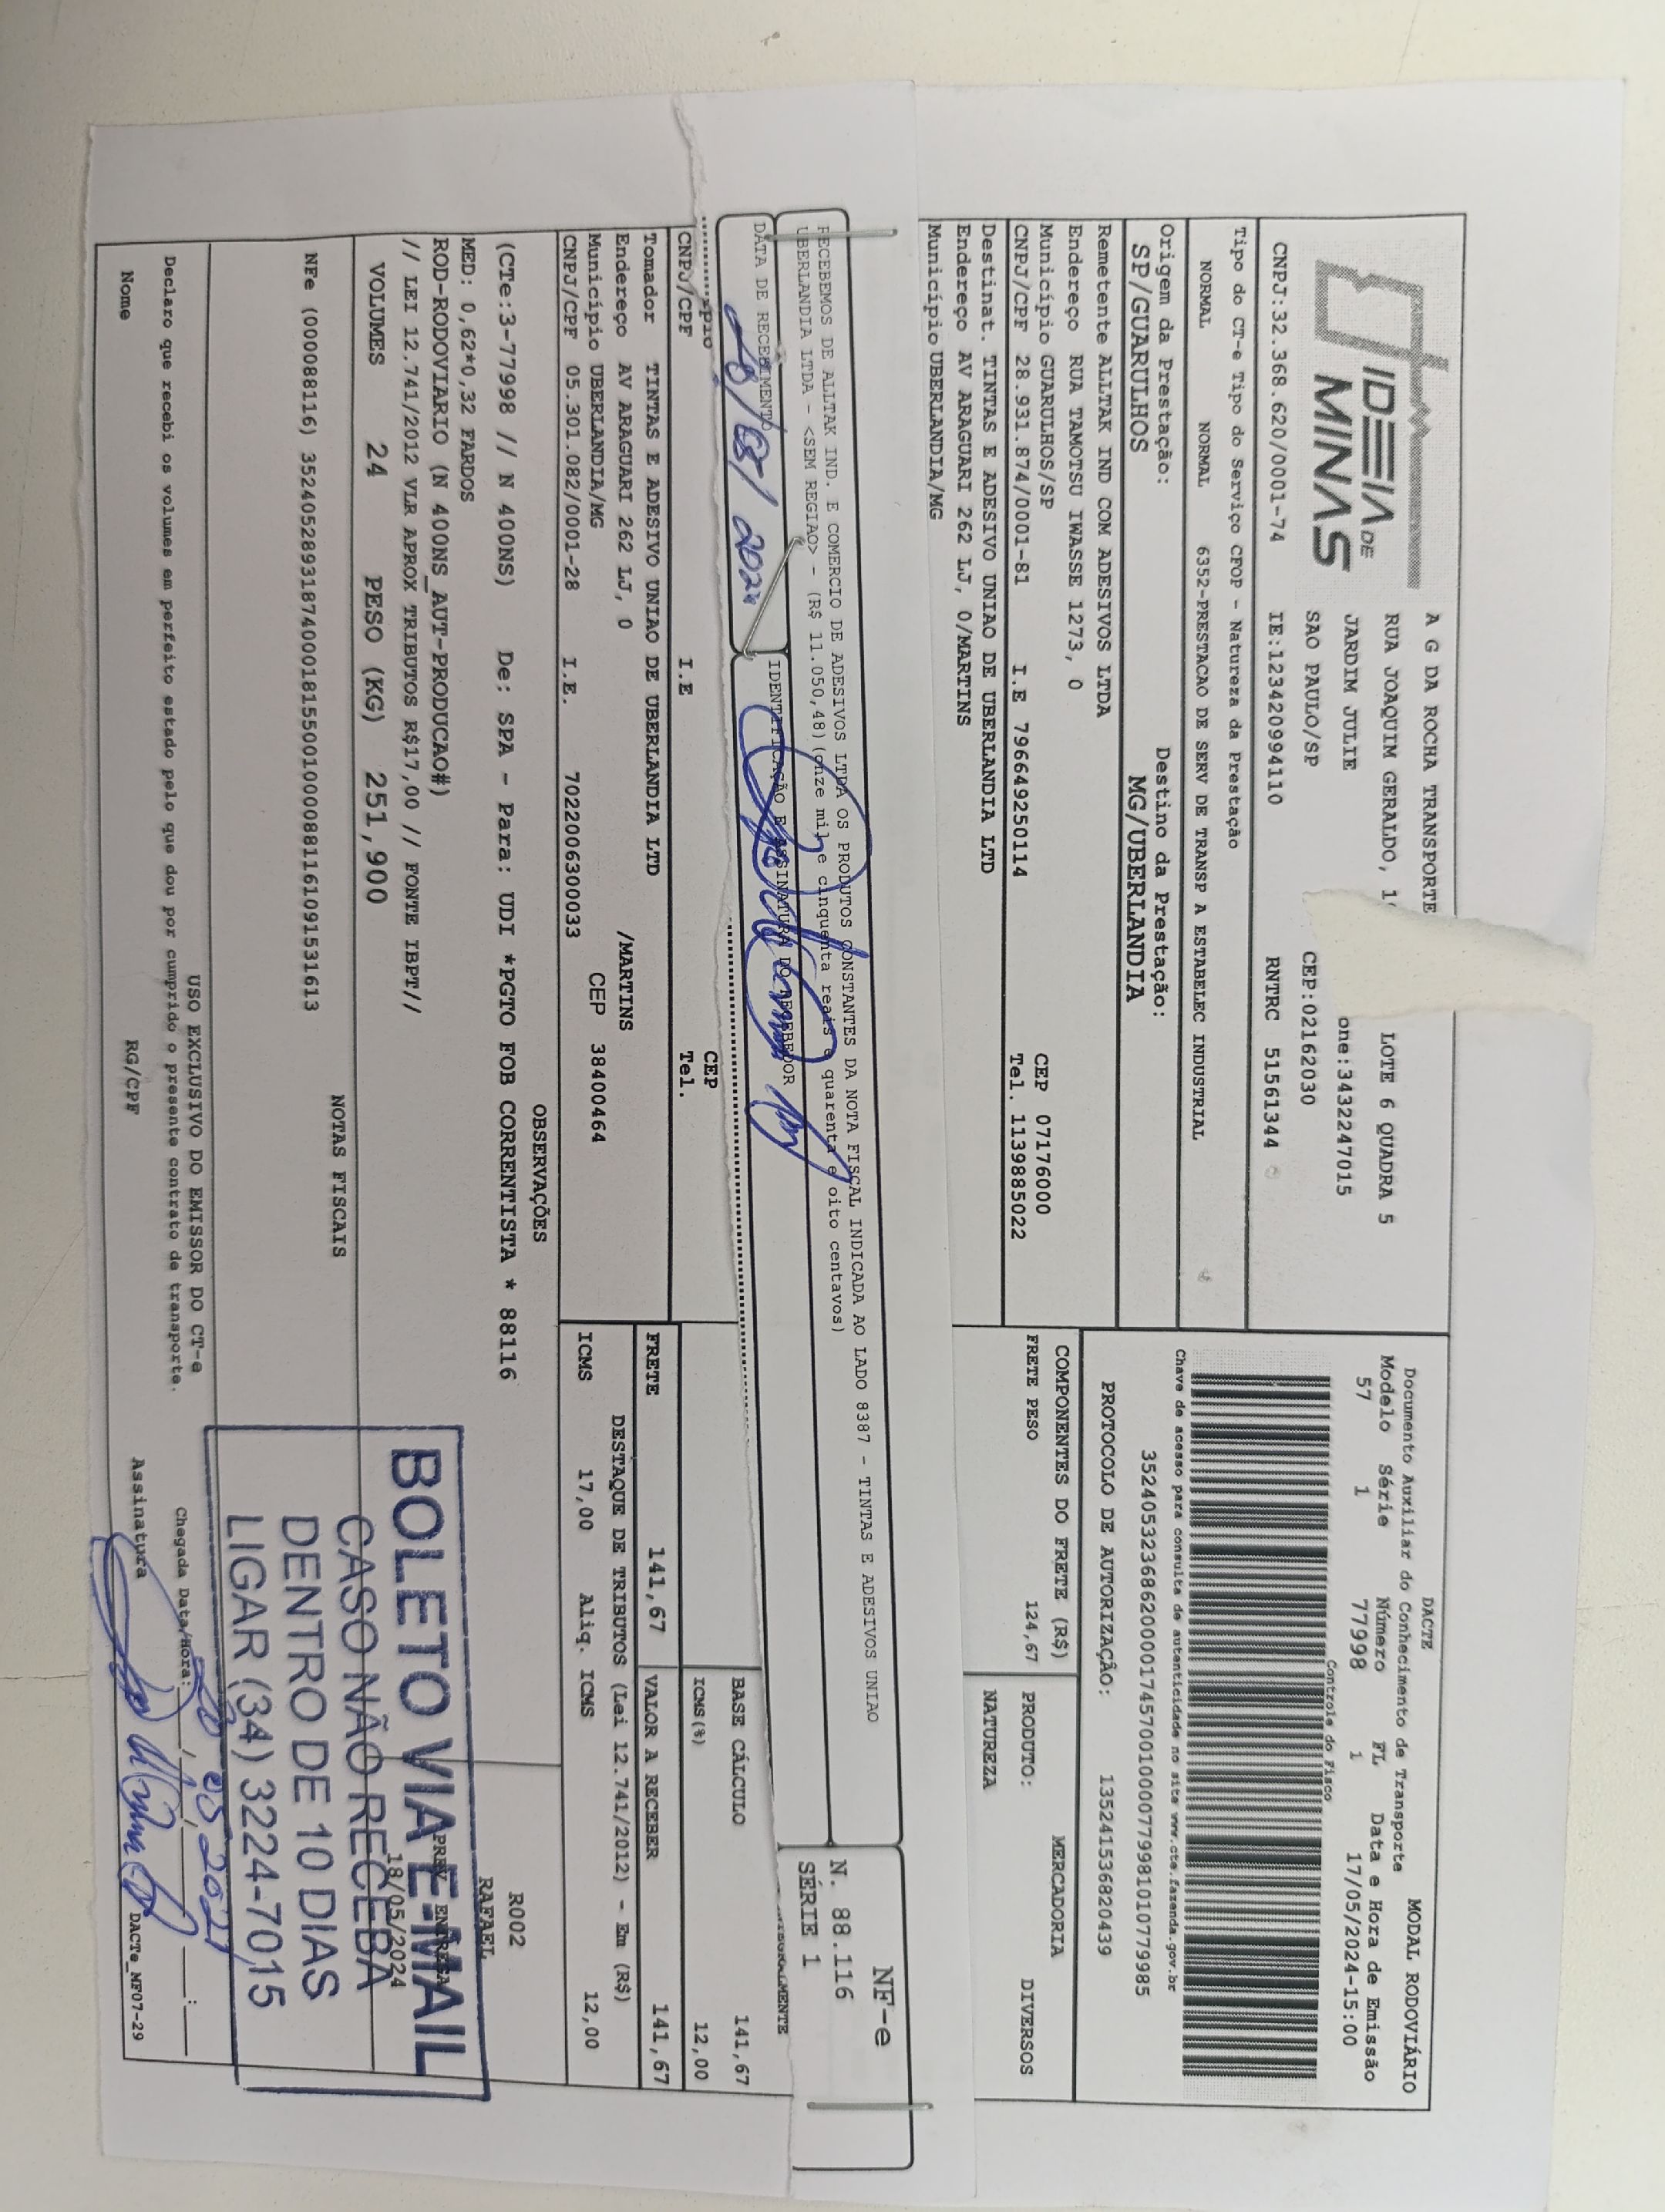 IDEIA DE
MINAS
A G DA ROCHA TRANSPORTE
RUA JOAQUIM GERALDO, LOTE 6 QUADRA 5
JARDIM JULIE one:3432247015
SAO PAULO/SP CEP:02162030
CNPJ:32.368.620/0001-74 IE:123420994110 RNTRC 51561344
Tipo do CT-e Tipo do Serviço CFOP - Natureza da Prestação
NORMAL NORMAL 6352-PRESTACAO DE SERV DE TRANSP A ESTABELEC INDUSTRIAL
Origem da Prestação: Destino da Prestação:
SP/GUARULHOS MG/UBERLANDIA
Remetente ALLTAK IND COM ADESIVOS LTDA
Endereço RUA TAMOTSU IWASSE 1273, 0
Município GUARULHOS/SP CEP 07176000
CNPJ/CPF 28.931.874/0001-81 I.E 796649250114 Tel. 1139885022
Destinat. TINTAS E ADESIVO UNIAO DE UBERLANDIA LTD
Endereço AV ARAGUARI 262 LJ, 0/MARTINS
Município UBERLANDIA/MG
DACTE MODAL RODOVIÁRIO
Documento Auxiliar do Conhecimento de Transporte
Modelo Série Número FL Data e Hora de Emissão
57 1 77998 1 17/05/2024-15:00
Controle do Fisco
Chave de acesso para consulta de autenticidade no site www.cte.fazenda.gov.br
35240532368620000174570010000779981010779985
PROTOCOLO DE AUTORIZAÇÃO: 135241536820439
COMPONENTES DO FRETE (R$) MERCADORIA
FRETE PESO 124,67 PRODUTO: DIVERSOS
NATUREZA
RECEBEMOS DE ALLTAK IND. E COMERCIO DE ADESIVOS LTDA OS PRODUTOS CONSTANTES DA NOTA FISCAL INDICADA AO LADO 8387 - TINTAS E ADESIVOS UNIAO
UBERLANDIA LTDA - <SEM REGIAO> - (R$ 11.050,48)(onze mil e cinquenta reais e quarenta e oito centavos)
DATA DE RECEBIMENTO IDENTIFICAÇÃO E ASSINATURA DO RECEBEDOR
NF-e
N. 88.116
SÉRIE 1
CEP
CNPJ/CPF I.E Tel.
BASE CÁLCULO 141,67
ICMS(%) 12,00
Tomador TINTAS E ADESIVO UNIAO DE UBERLANDIA LTD
Endereço AV ARAGUARI 262 LJ, 0 /MARTINS
Município UBERLANDIA/MG CEP 38400464
CNPJ/CPF 05.301.082/0001-28 I.E. 7022006300033
FRETE 141,67 VALOR A RECEBER 141,67
DESTAQUE DE TRIBUTOS (Lei 12.741/2012) - Em (R$)
ICMS 17,00 Aliq. ICMS 12,00
OBSERVAÇÕES
(CTe:3-77998 // N 400NS) De: SPA - Para: UDI *PGTO FOB CORRENTISTA * 88116
MED: 0,62*0,32 FARDOS
ROD-RODOVIARIO (N 400NS_AUT-PRODUCAO#)
// LEI 12.741/2012 VLR APROX TRIBUTOS R$17,00 // FONTE IBPT//
R002
RAFAEL
PREV ENTREGA
18/05/2024
VOLUMES 24 PESO (KG) 251,900
NOTAS FISCAIS
NFe (000088116) 35240528931874000181550010000881161091531613
BOLETO VIA E-MAIL
CASO NÃO RECEBA
DENTRO DE 10 DIAS
LIGAR (34) 3224-7015
USO EXCLUSIVO DO EMISSOR DO CT-e
Declaro que recebi os volumes em perfeito estado pelo que dou por cumprido o presente contrato de transporte.
Chegada Data/Hora:
Nome RG/CPF Assinatura DACTe_NF07-29